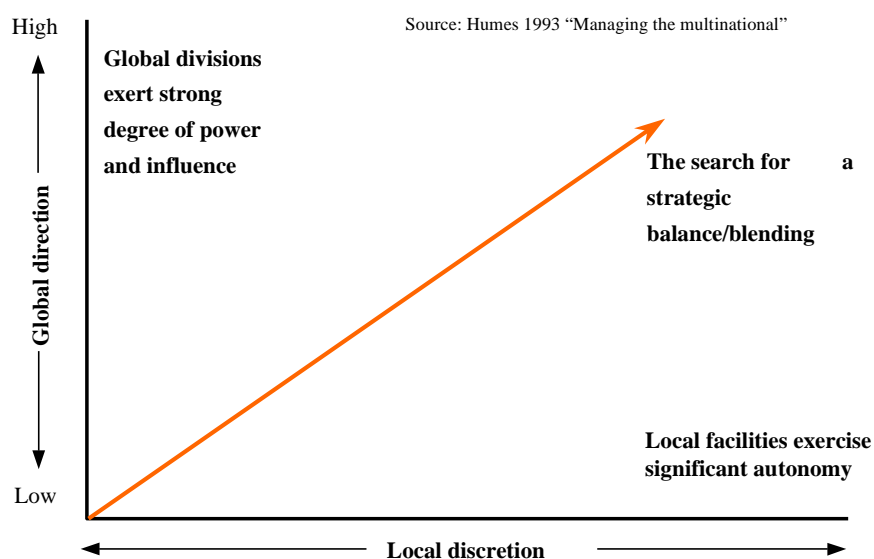 High
Source: Humes 1993 “Managing the multinational”
Global divisions
exert strong
degree of power
and influence
The search for a
strategic
balance/blending
Global direction
Local facilities exercise
significant autonomy
Low
Local discretion